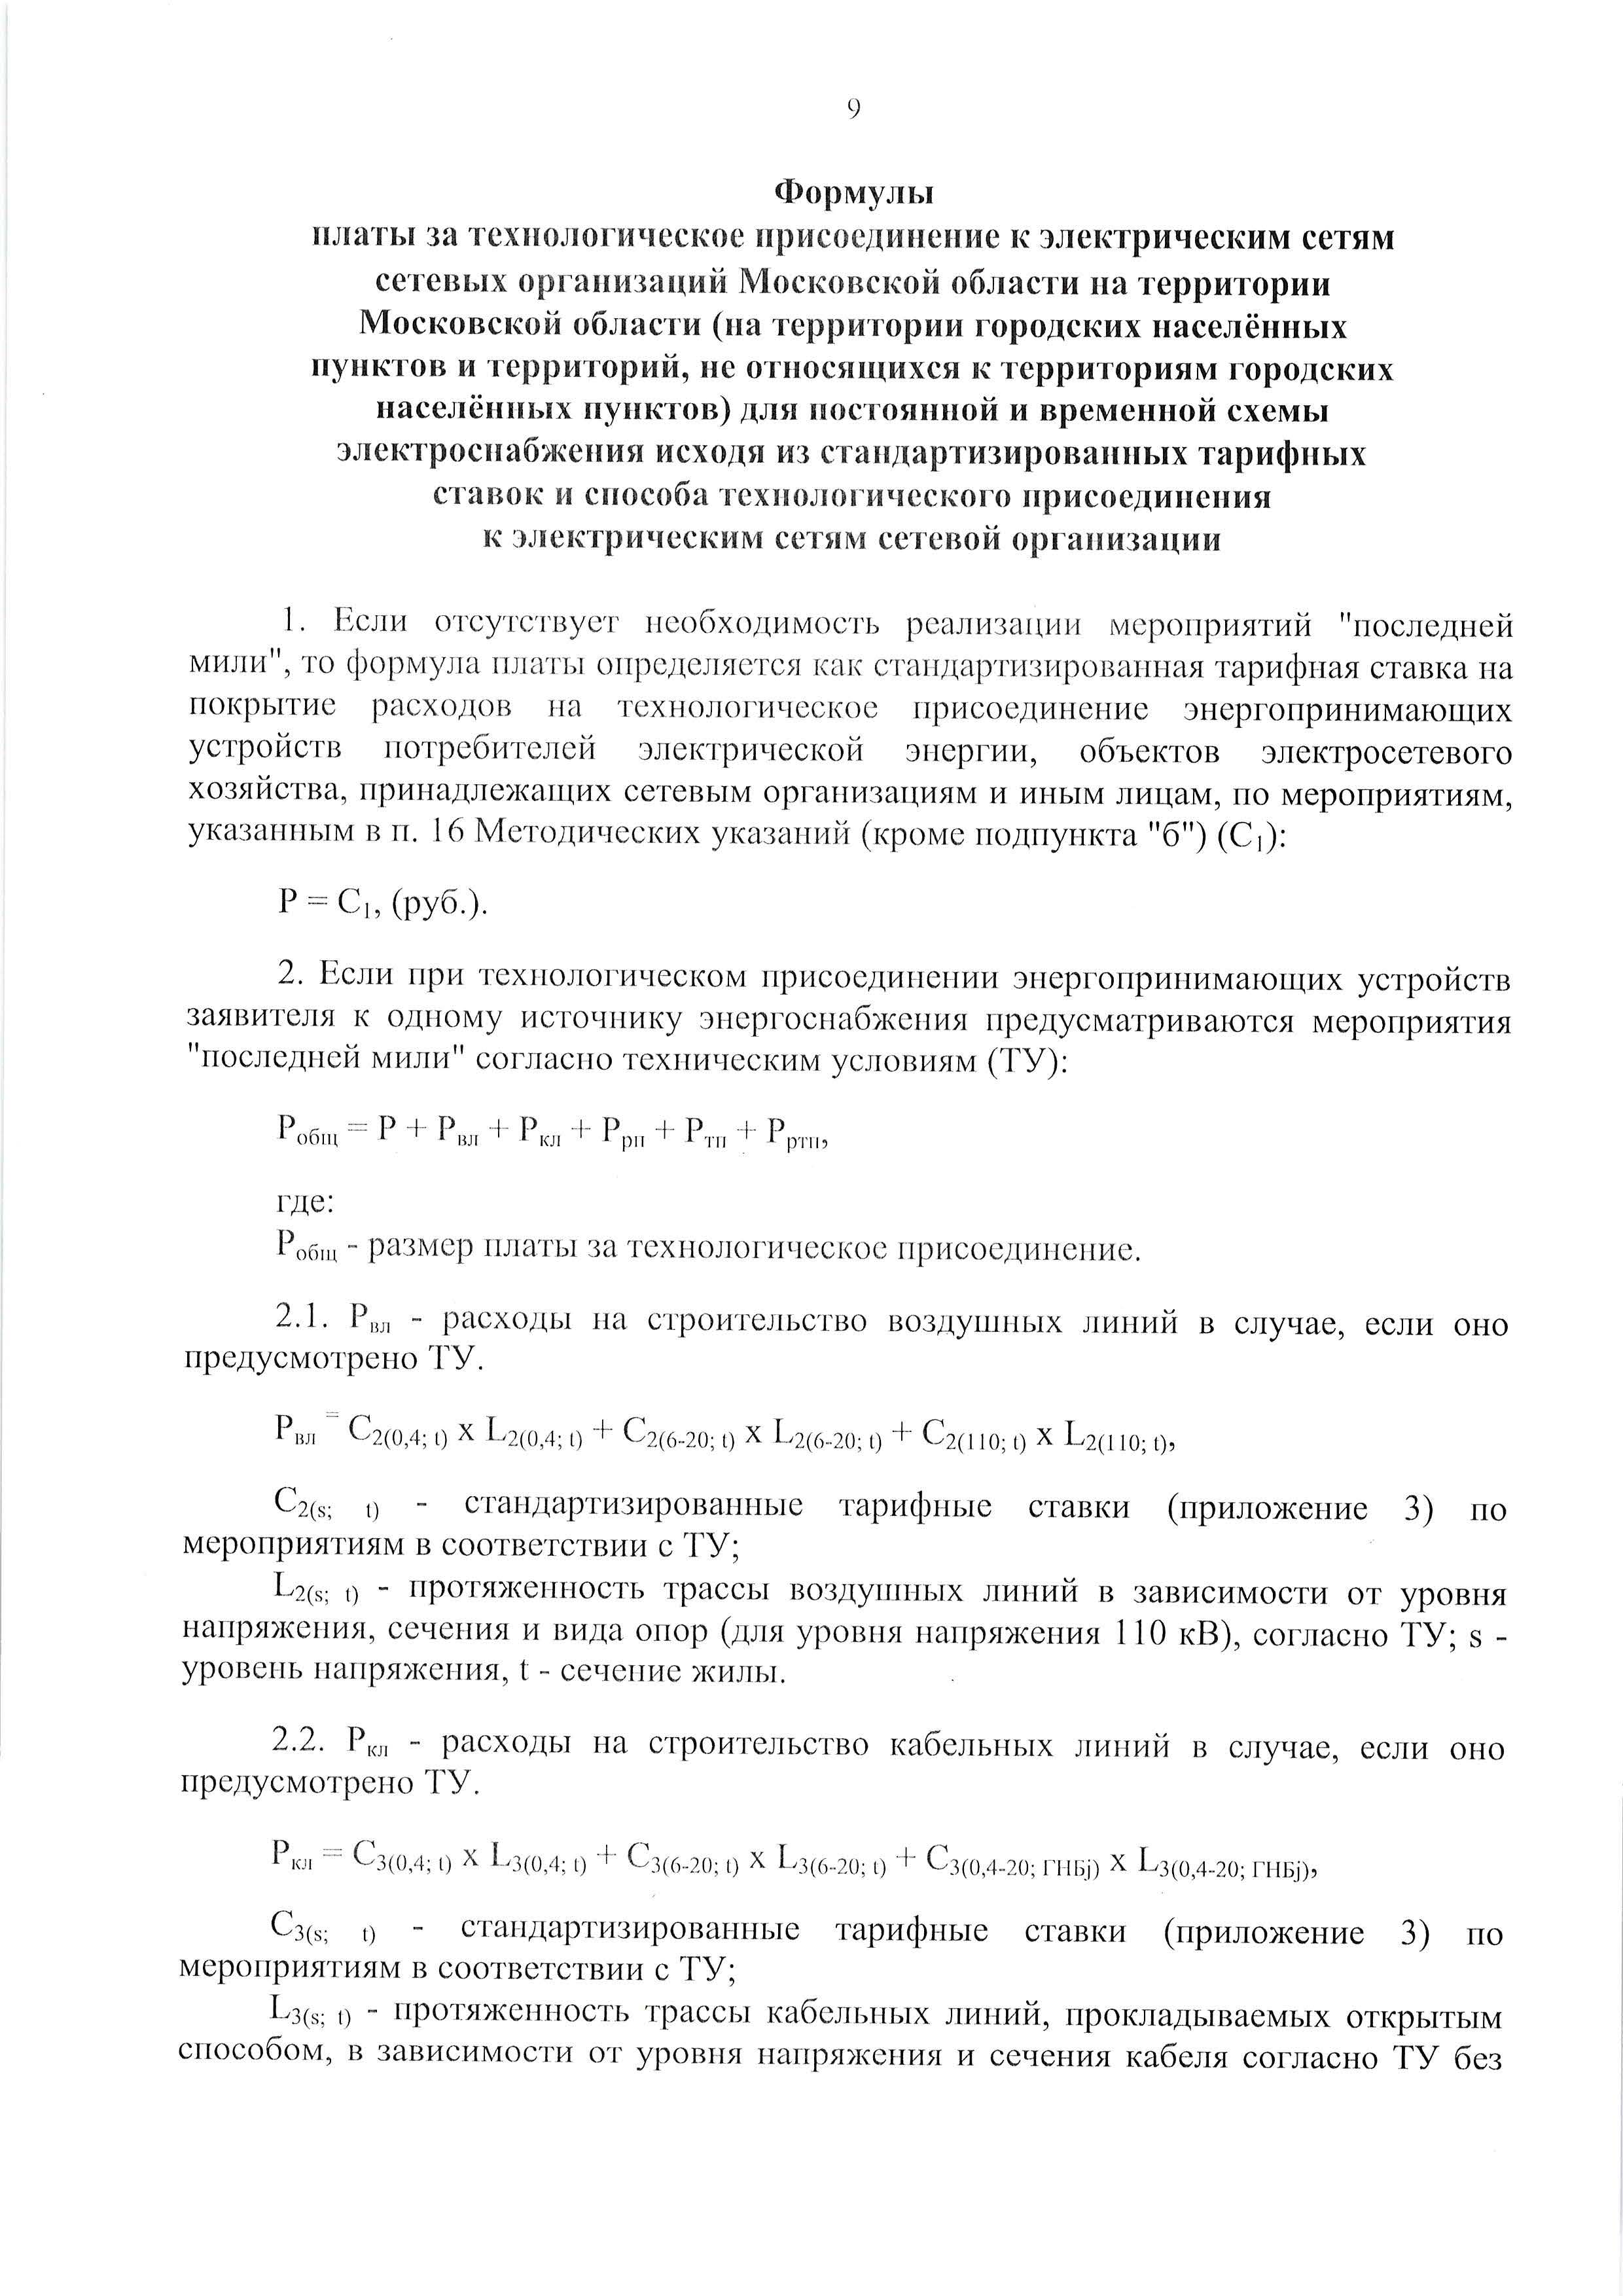 9
Формулы
платы за технологическое присоединение к электрическим сетям
сетевых организаций Московской области на территории
Московской области (на территории городских населённых
пунктов и территорий, не относящихся к территориям городских
населённых пунктов) для постоянной и временной схемы
электроснабжения исходя из стандартизированных тарифных
ставок и способа технологического присоединения
к электрическим сетям сетевой организации
1. Если отсутствует необходимость реализации мероприятий "последней
мили", то формула платы определяется как стандартизированная тарифная ставка на
покрытие расходов на технологическое присоединение энергопринимающих
устройств потребителей электрической энергии, объектов электросетевого
хозяйства, принадлежащих сетевым организациям и иным лицам, по мероприятиям,
указанным в п. 16 Методических указаний (кроме подпункта "б") (С₁):
Р = С₁, (руб.).
2. Если при технологическом присоединении энергопринимающих устройств
заявителя к одному источнику энергоснабжения предусматриваются мероприятия
"последней мили" согласно техническим условиям (ТУ):
Робщ = Р + Рвл + Ркл + Ррп + Ртп + Рртп,
где:
Робщ - размер платы за технологическое присоединение.
2.1. Рвл - расходы на строительство воздушных линий в случае, если оно
предусмотрено ТУ.
Рвл = С2(0,4; t) х L2(0,4; t) + С2(6-20; t) х L2(6-20; t) + С2(110; t) х L2(110; t),
С2(s; t) - стандартизированные тарифные ставки (приложение 3) по
мероприятиям в соответствии с ТУ;
L2(s; t) - протяженность трассы воздушных линий в зависимости от уровня
напряжения, сечения и вида опор (для уровня напряжения 110 кВ), согласно ТУ; s -
уровень напряжения, t - сечение жилы.
2.2. Ркл - расходы на строительство кабельных линий в случае, если оно
предусмотрено ТУ.
Ркл = С3(0,4; t) х L3(0,4; t) + С3(6-20; t) х L3(6-20; t) + С3(0,4-20; ГНБj) х L3(0,4-20; ГНБj),
С3(s; t) - стандартизированные тарифные ставки (приложение 3) по
мероприятиям в соответствии с ТУ;
L3(s; t) - протяженность трассы кабельных линий, прокладываемых открытым
способом, в зависимости от уровня напряжения и сечения кабеля согласно ТУ без